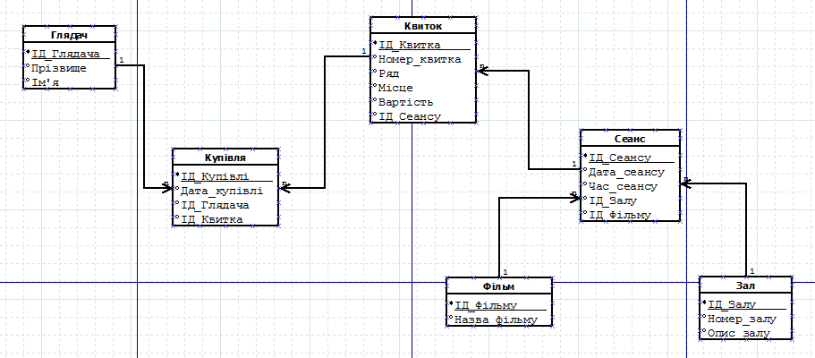 Глядач
ІД_Глядача
Прізвище
Ім'я
1
n
Квиток
ІД_Квитка
Номер_квитка
Ряд
Місце
Вартість
ІД_Сеансу
1
n
Купівля
ІД_Купівлі
Дата_купівлі
ІД_Глядача
ІД_Квитка
n
Сеанс
ІД_Сеансу
Дата_сеансу
Час_сеансу
ІД_Залу
ІД_Фільму
1
n
n
Фільм
ІД_Фільму
Назва_фільму
1
Зал
ІД_Залу
Номер_залу
Опис_залу
1